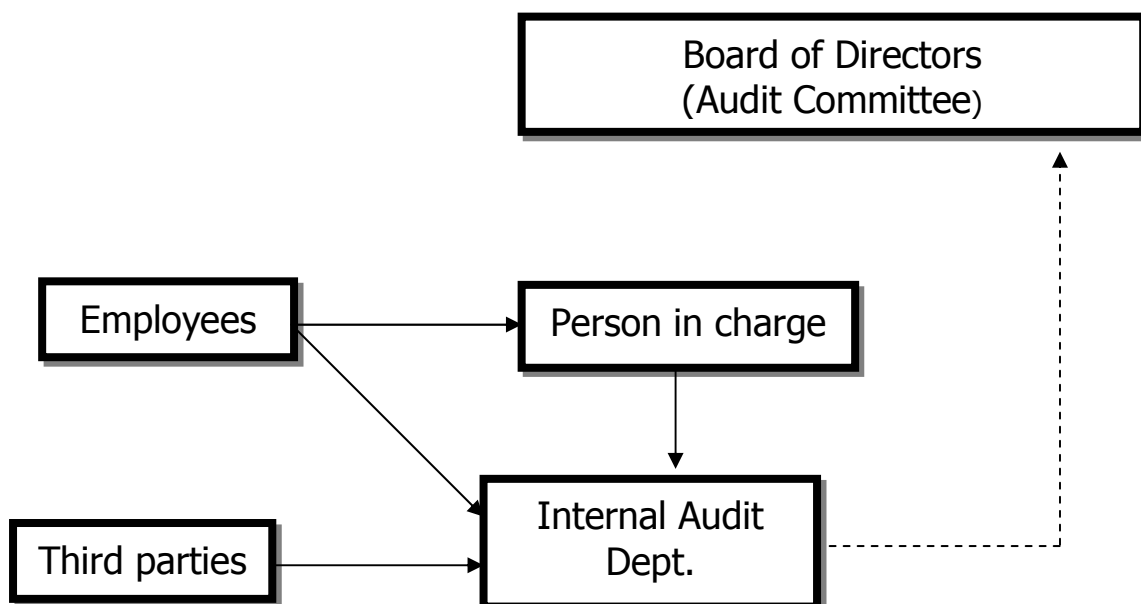 Board of Directors
(Audit Committee)
Employees
Person in charge
Internal Audit
Dept.
Third parties